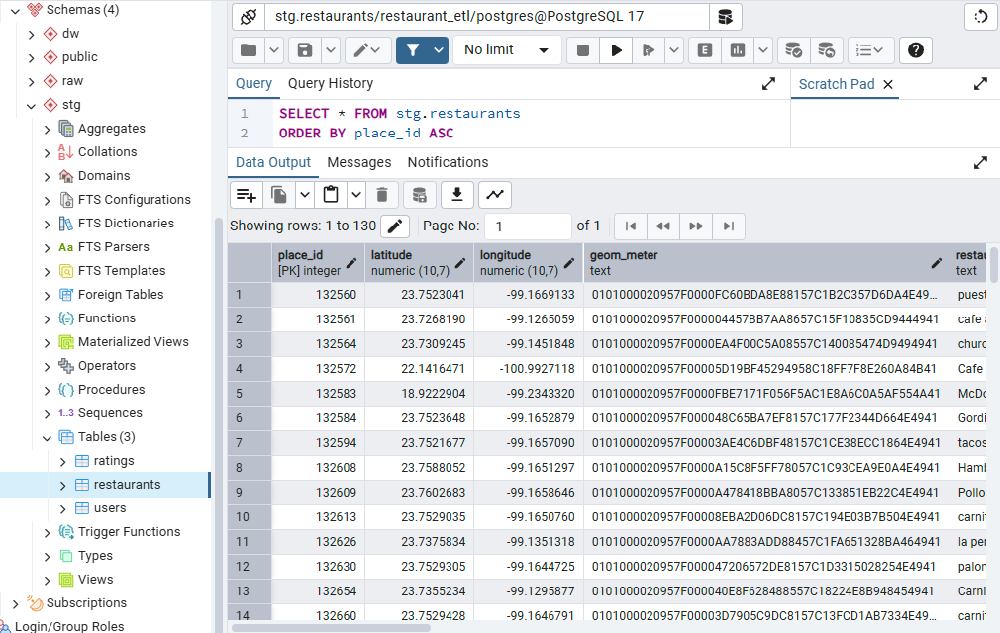 Schemas (4)
dw
public
raw
stg
Aggregates
Collations
Domains
FTS Configurations
FTS Dictionaries
Aa FTS Parsers
FTS Templates
Foreign Tables
Functions
Materialized Views
Operators
Procedures
1..3 Sequences
Tables (3)
ratings
restaurants
users
Trigger Functions
Types
Views
Subscriptions
Login/Group Roles
stg.restaurants/restaurant_etl/postgres@PostgreSQL 17
No limit
E
Query Query History
Scratch Pad
1 SELECT * FROM stg.restaurants
2 ORDER BY place_id ASC
Data Output Messages Notifications
Showing rows: 1 to 130 Page No: 1 of 1
place_id latitude longitude geom_meter restau
[PK] integer numeric (10,7) numeric (10,7) text text
1 132560 23.7523041 -99.1669133 0101000020957F0000FC60BDA8E88157C1B2C357D6DA4E49... puest
2 132561 23.7268190 -99.1265059 0101000020957F000004457BB7AA8657C15F10835CD9444941 cafe
3 132564 23.7309245 -99.1451848 0101000020957F0000EA4F00C5A08557C140085474D9494941 churc
4 132572 22.1416471 -100.9927118 0101000020957F00005D19BF45294958C18FF7F8E260A84B41 Cafe
5 132583 18.9222904 -99.2343320 0101000020957F0000FBE7171F056F5AC1E8A6C0A5AF554A41 McDo
6 132584 23.7523648 -99.1652879 0101000020957F000048C65BA7EF8157C177F2344D664E4941 Gordi
7 132594 23.7521677 -99.1657090 0101000020957F00003AE4C6DBF48157C1CE38ECC1864E4941 tacos
8 132608 23.7588052 -99.1651297 0101000020957F0000A15C8F5FF78057C1C93CEA9E0A4E4941 Hamb
9 132609 23.7602683 -99.1658646 0101000020957F0000A478418BBA8057C133851EB22C4E4941 Pollo
10 132613 23.7529035 -99.1650760 0101000020957F00008EBA2D06DC8157C194E03B7B504E4941 carni
11 132626 23.7375834 -99.1351318 0101000020957F0000AA7883ADD88457C1FA651328BA464941 la per
12 132630 23.7529305 -99.1644725 0101000020957F000047206572DE8157C1D3315028254E4941 palon
13 132654 23.7355234 -99.1295877 0101000020957F000040E8F628488557C18224E8B948454941 Carni
14 132660 23.7529428 -99.1646791 0101000020957F00003D7905C9DC8157C13FCD1AB7334E49...